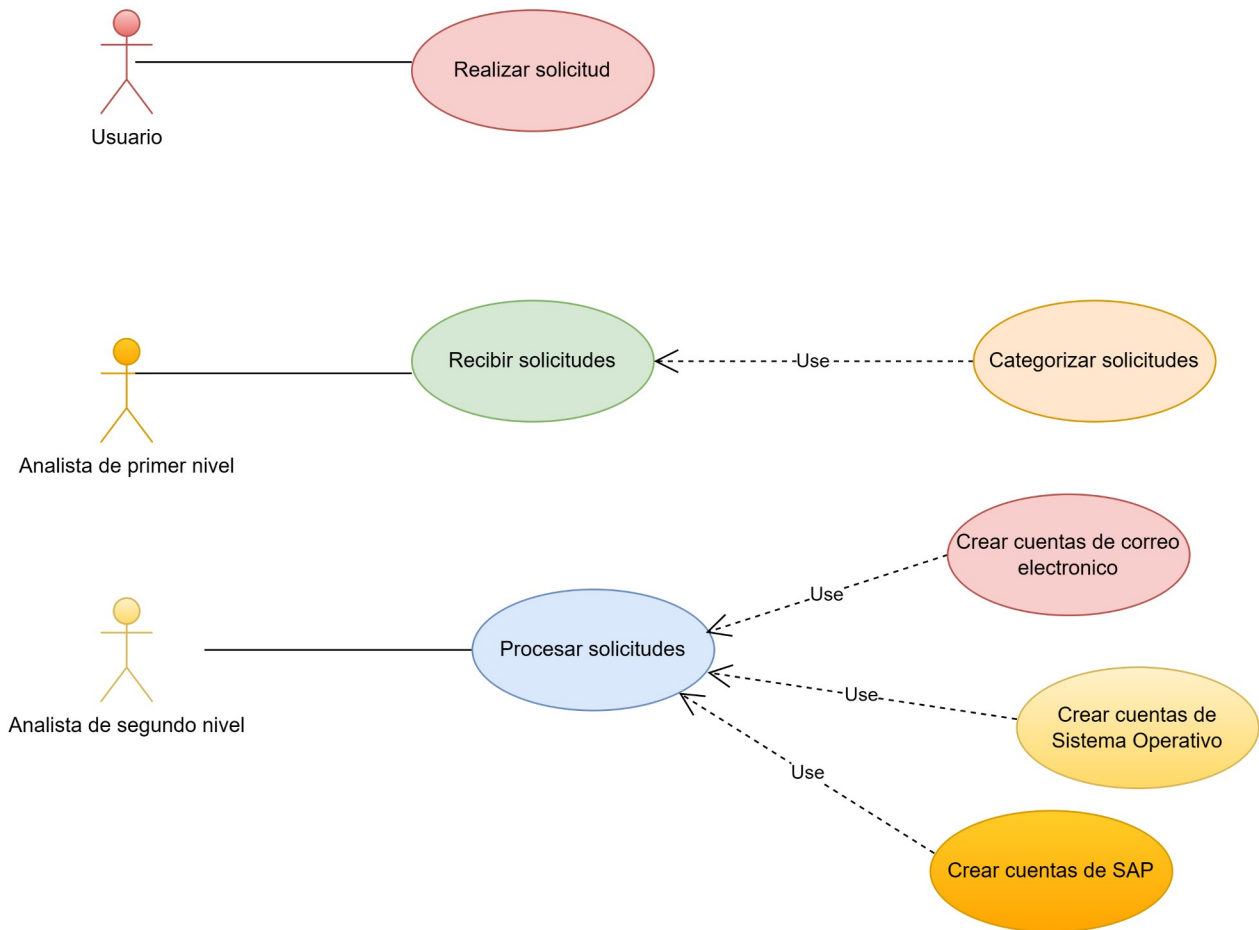 Realizar solicitud
Usuario
Recibir solicitudes
Use
Categorizar solicitudes
Analista de primer nivel
Crear cuentas de correo
electronico
Use
Procesar solicitudes
Use
Crear cuentas de
Sistema Operativo
Analista de segundo nivel
Use
Crear cuentas de SAP